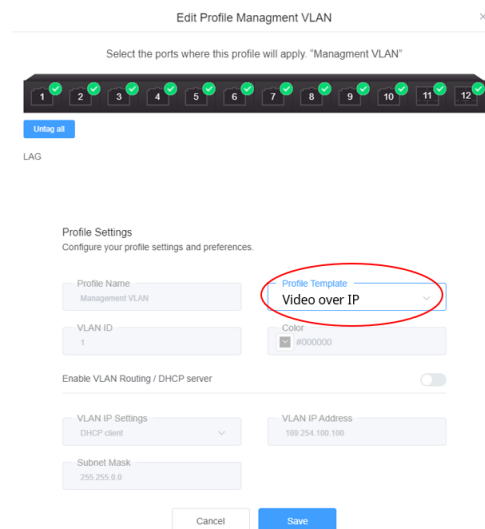 Edit Profile Managment VLAN
×
Select the ports where this profile will apply. "Managment VLAN"
1 2 3 4 5 6 7 8 9 10 11 12
Untag all
LAG
Profile Settings
Configure your profile settings and preferences.
Profile Name
Management VLAN
Profile Template
Video over IP
VLAN ID
1
Color
#000000
Enable VLAN Routing / DHCP server
VLAN IP Settings
DHCP client
VLAN IP Address
169.254.100.100
Subnet Mask
255.255.0.0
Cancel
Save